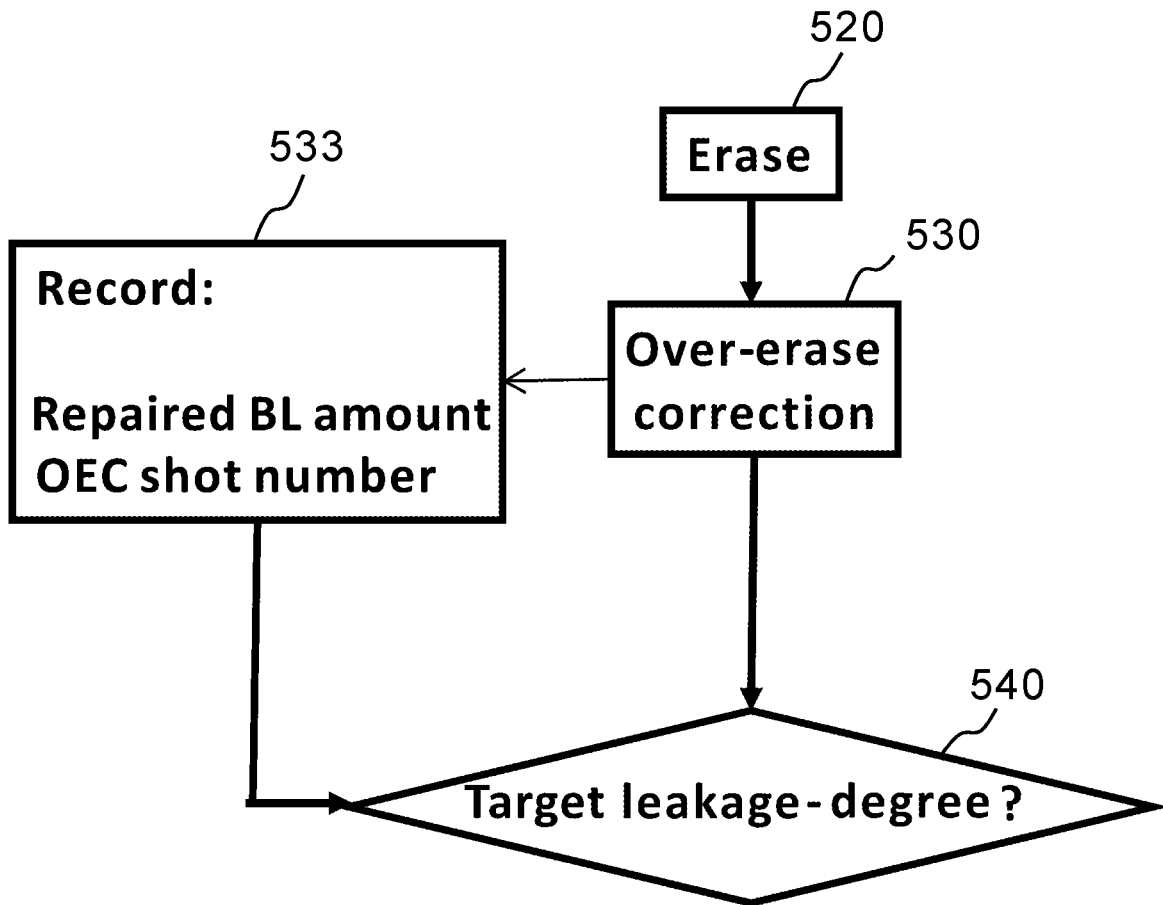 520
Erase
533
530
Record:
Over-erase
correction
Repaired BL amount
OEC shot number
540
Target leakage-degree ?